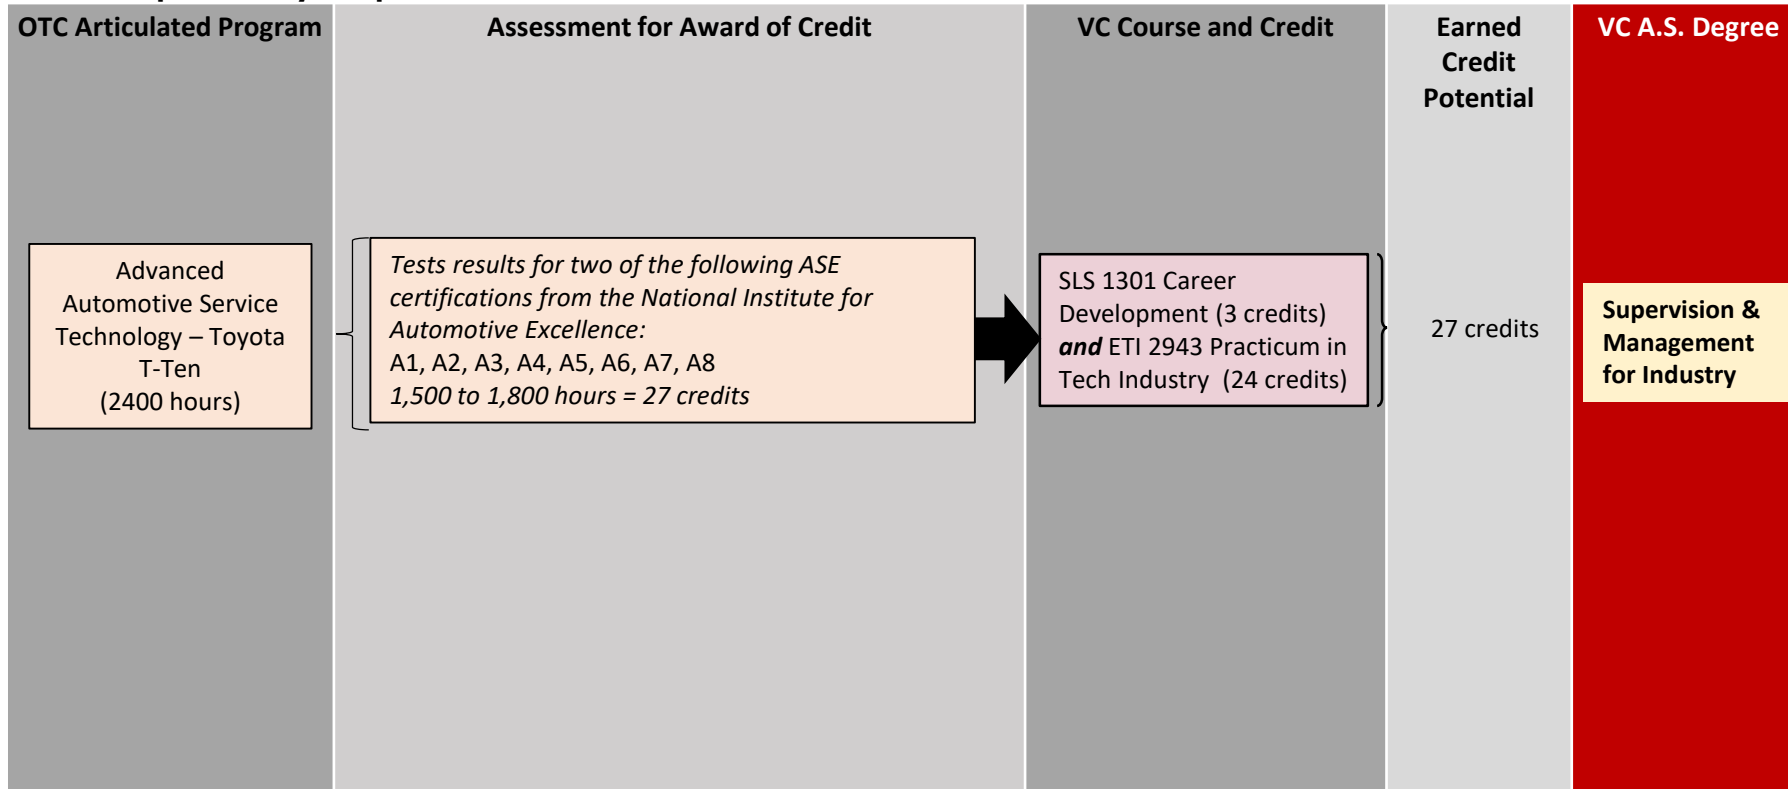 OTC Articulated Program
Assessment for Award of Credit
VC Course and Credit
Earned
Credit
Potential
VC A.S. Degree
Advanced
Automotive Service
Technology – Toyota
T-Ten
(2400 hours)
Tests results for two of the following ASE
certifications from the National Institute for
Automotive Excellence:
A1, A2, A3, A4, A5, A6, A7, A8
1,500 to 1,800 hours = 27 credits
SLS 1301 Career
Development (3 credits)
and ETI 2943 Practicum in
Tech Industry (24 credits)
27 credits
Supervision &
Management
for Industry